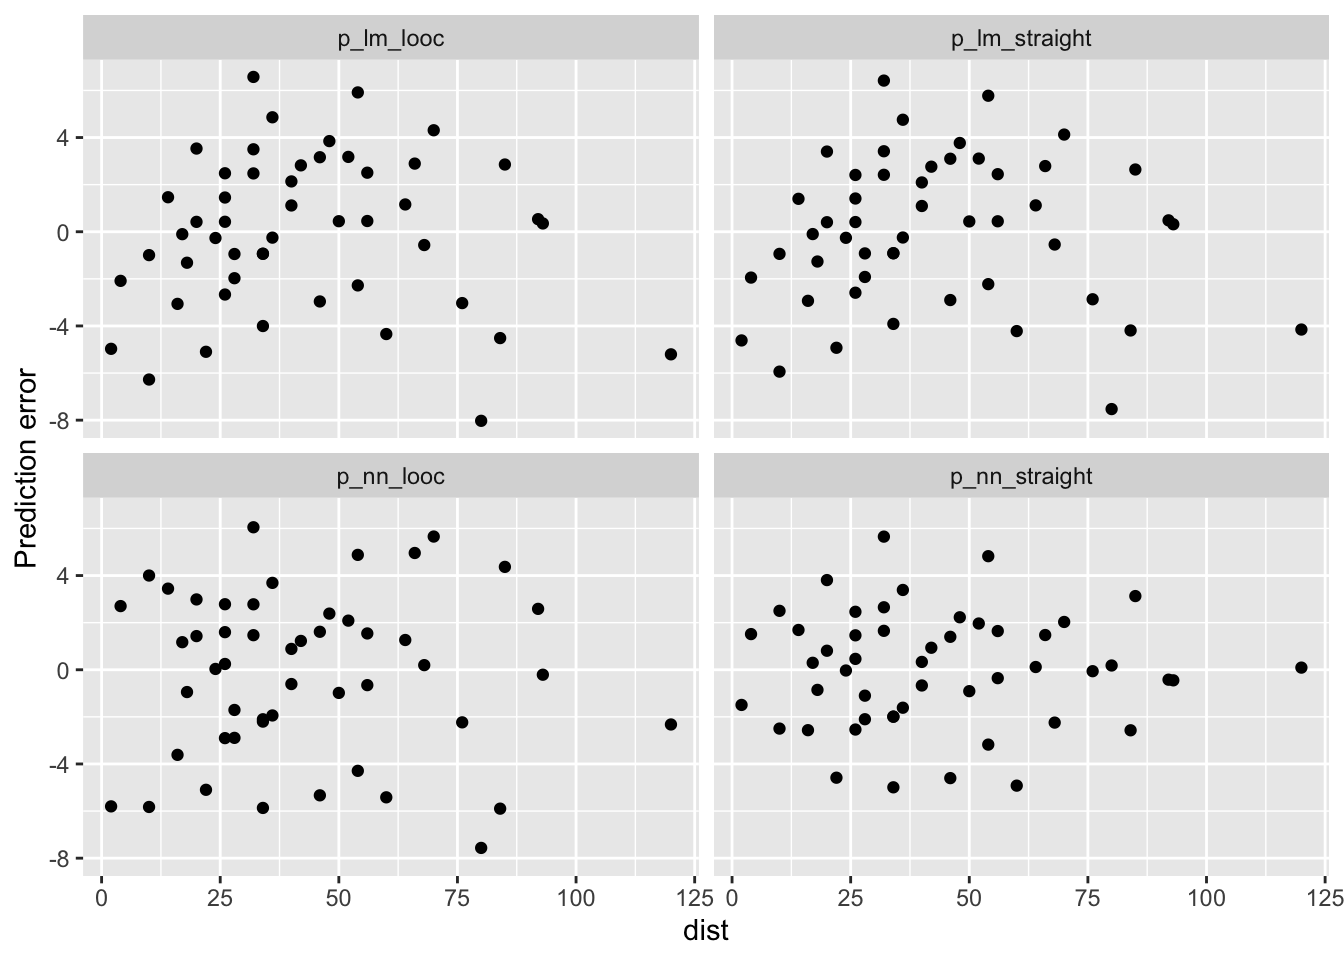 p_lm_looc p_lm_straight
4
0
-4
-8
p_nn_looc p_nn_straight
4
0
-4
-8
0 25 50 75 100 125 0 25 50 75 100 125
dist
Prediction error